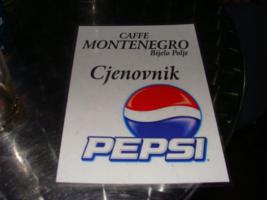 CAFFE
MONTENEGRO
Bijelo Polje
Cjenovnik
PEPSI